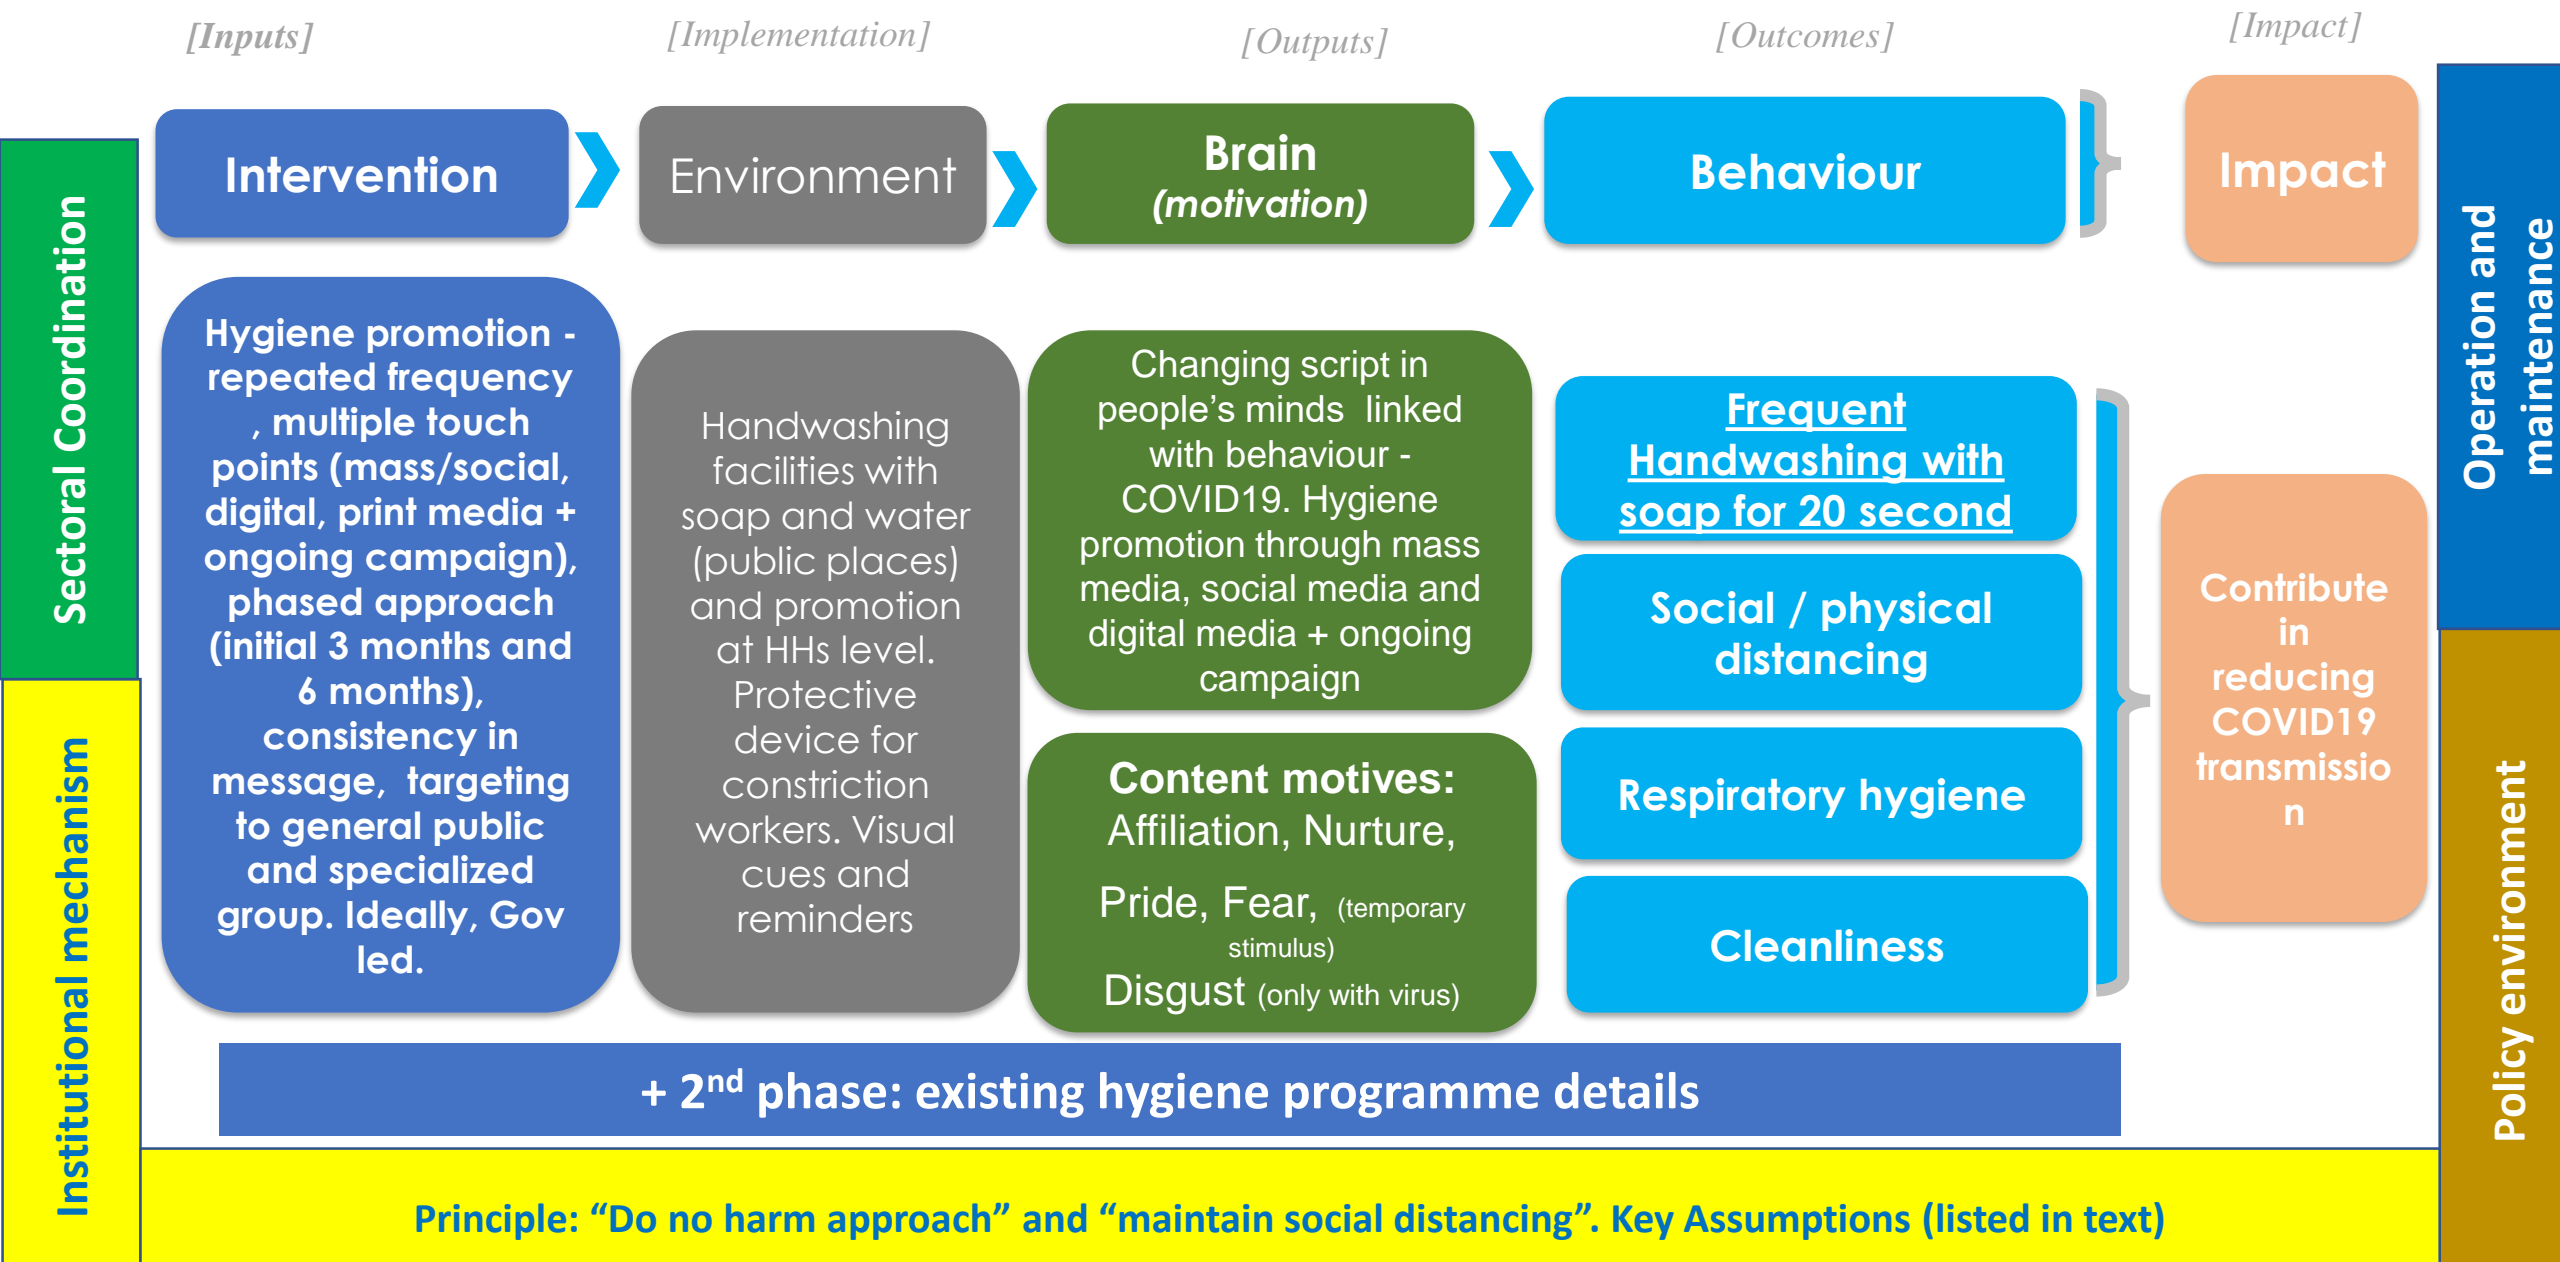 [Inputs]
[Implementation]
[Outputs]
[Outcomes]
[Impact]
Intervention
Environment
Brain
(motivation)
Behaviour
Impact
Sectoral Coordination
Institutional mechanism
Hygiene promotion -
repeated frequency
, multiple touch
points (mass/social,
digital, print media +
ongoing campaign),
phased approach
(initial 3 months and
6 months),
consistency in
message, targeting
to general public
and specialized
group. Ideally, Gov
led.
Handwashing
facilities with
soap and water
(public places)
and promotion
at HHs level.
Protective
device for
constriction
workers. Visual
cues and
reminders
Changing script in
people’s minds linked
with behaviour -
COVID19. Hygiene
promotion through mass
media, social media and
digital media + ongoing
campaign
Content motives:
Affiliation, Nurture,
Pride, Fear, (temporary
stimulus)
Disgust (only with virus)
Frequent
Handwashing with
soap for 20 second
Social / physical
distancing
Respiratory hygiene
Cleanliness
Contribute
in
reducing
COVID19
transmissio
n
Operation and
maintenance
Policy environment
+ 2nd phase: existing hygiene programme details
Principle: “Do no harm approach” and “maintain social distancing”. Key Assumptions (listed in text)